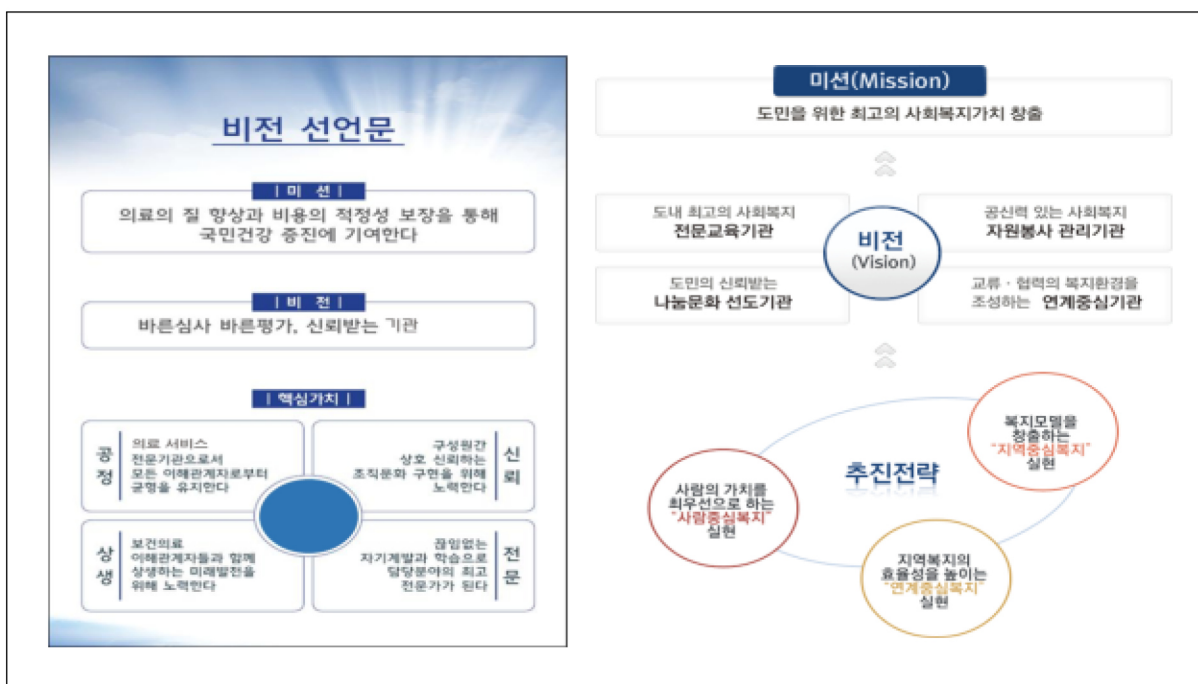 비전 선언문
| 미 션 |
의료의 질 향상과 비용의 적정성 보장을 통해
국민건강 증진에 기여한다
| 비 전 |
바른심사 바른평가, 신뢰받는 기관
| 핵심가치 |
공정
의료 서비스
전문기관으로서
모든 이해관계자로부터
균형을 유지한다
구성원간
상호 신뢰하는
조직문화 구현을 위해
노력한다
신뢰
상생
보건의료
이해관계자들과 함께
상생하는 미래발전을
위해 노력한다
끊임없는
자기계발과 학습으로
담당분야의 최고
전문가가 된다
전문
미션(Mission)
도민을 위한 최고의 사회복지가치 창출
도내 최고의 사회복지
전문교육기관
공신력 있는 사회복지
자원봉사 관리기관
비전
(Vision)
도민의 신뢰받는
나눔문화 선도기관
교류·협력의 복지환경을
조성하는 연계중심기관
복지모델을
창출하는
"지역중심복지"
실현
추진전략
사람의 가치를
최우선으로 하는
"사람중심복지"
실현
지역복지의
효율성을 높이는
"연계중심복지"
실현